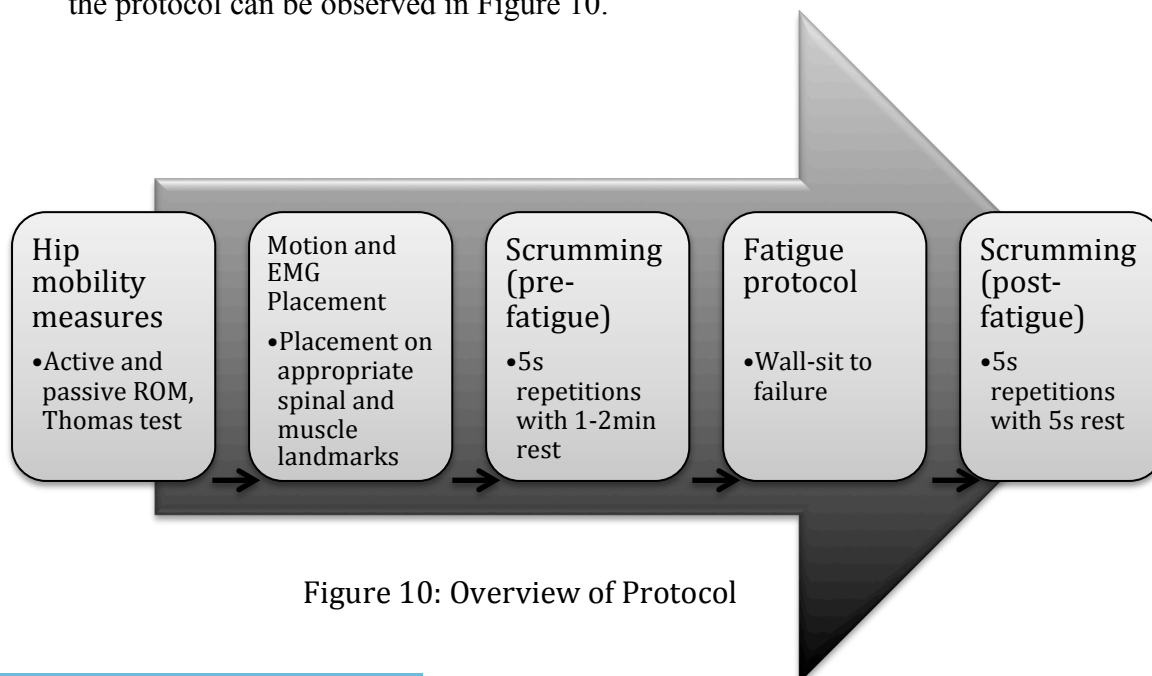 the protocol can be observed in Figure 10.
Hip
mobility
measures
•Active and
passive ROM,
Thomas test
Motion and
EMG
Placement
•Placement on
appropriate
spinal and
muscle
landmarks
Scrumming
(pre-
fatigue)
•5s
repetitions
with 1-2min
rest
Fatigue
protocol
•Wall-sit to
failure
Scrumming
(post-
fatigue)
•5s
repetitions
with 5s rest
Figure 10: Overview of Protocol